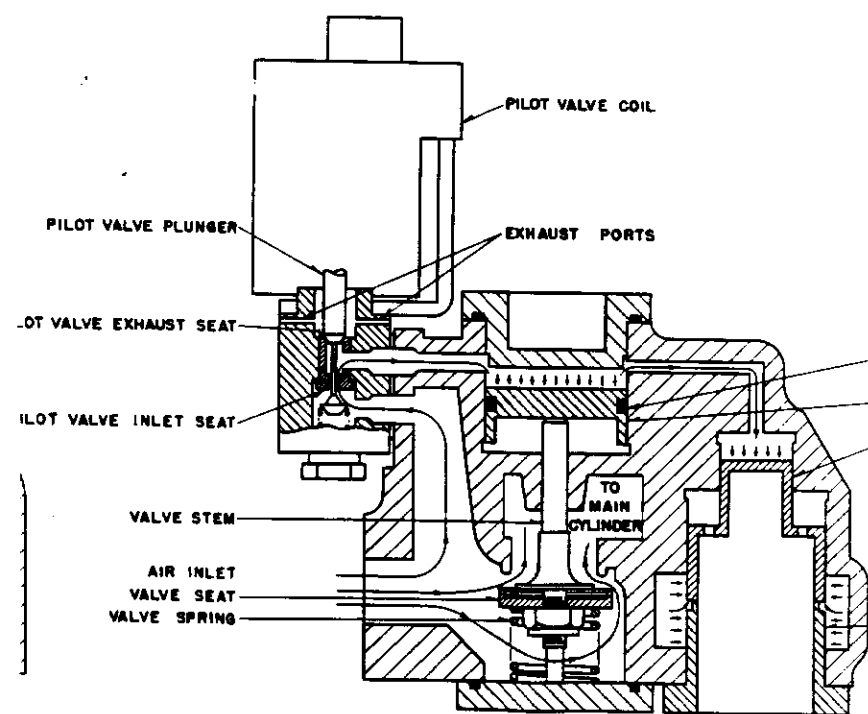 PILOT VALVE COIL
PILOT VALVE PLUNGER
EXHAUST PORTS
OT VALVE EXHAUST SEAT
ILOT VALVE INLET SEAT
TO
MAIN
CYLINDER
VALVE STEM
AIR INLET
VALVE SEAT
VALVE SPRING